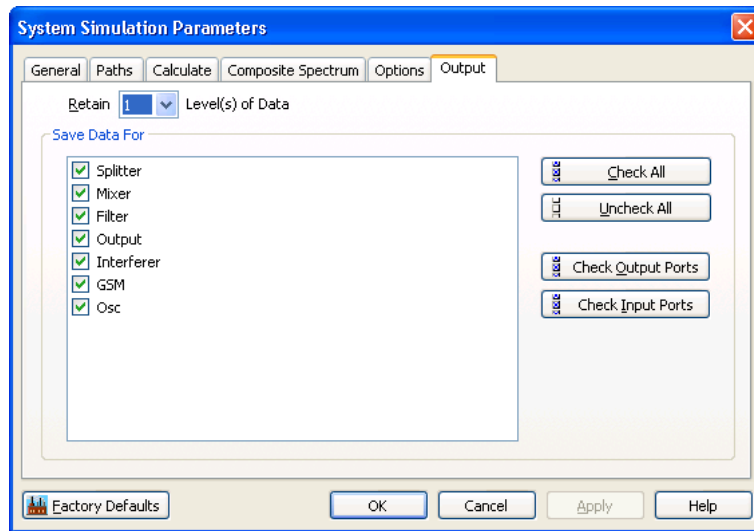 System Simulation Parameters
General Paths Calculate Composite Spectrum Options Output
Retain 1 Level(s) of Data
Save Data For
Splitter
Mixer
Filter
Output
Interferer
GSM
Osc
Check All
Uncheck All
Check Output Ports
Check Input Ports
Factory Defaults OK Cancel Apply Help